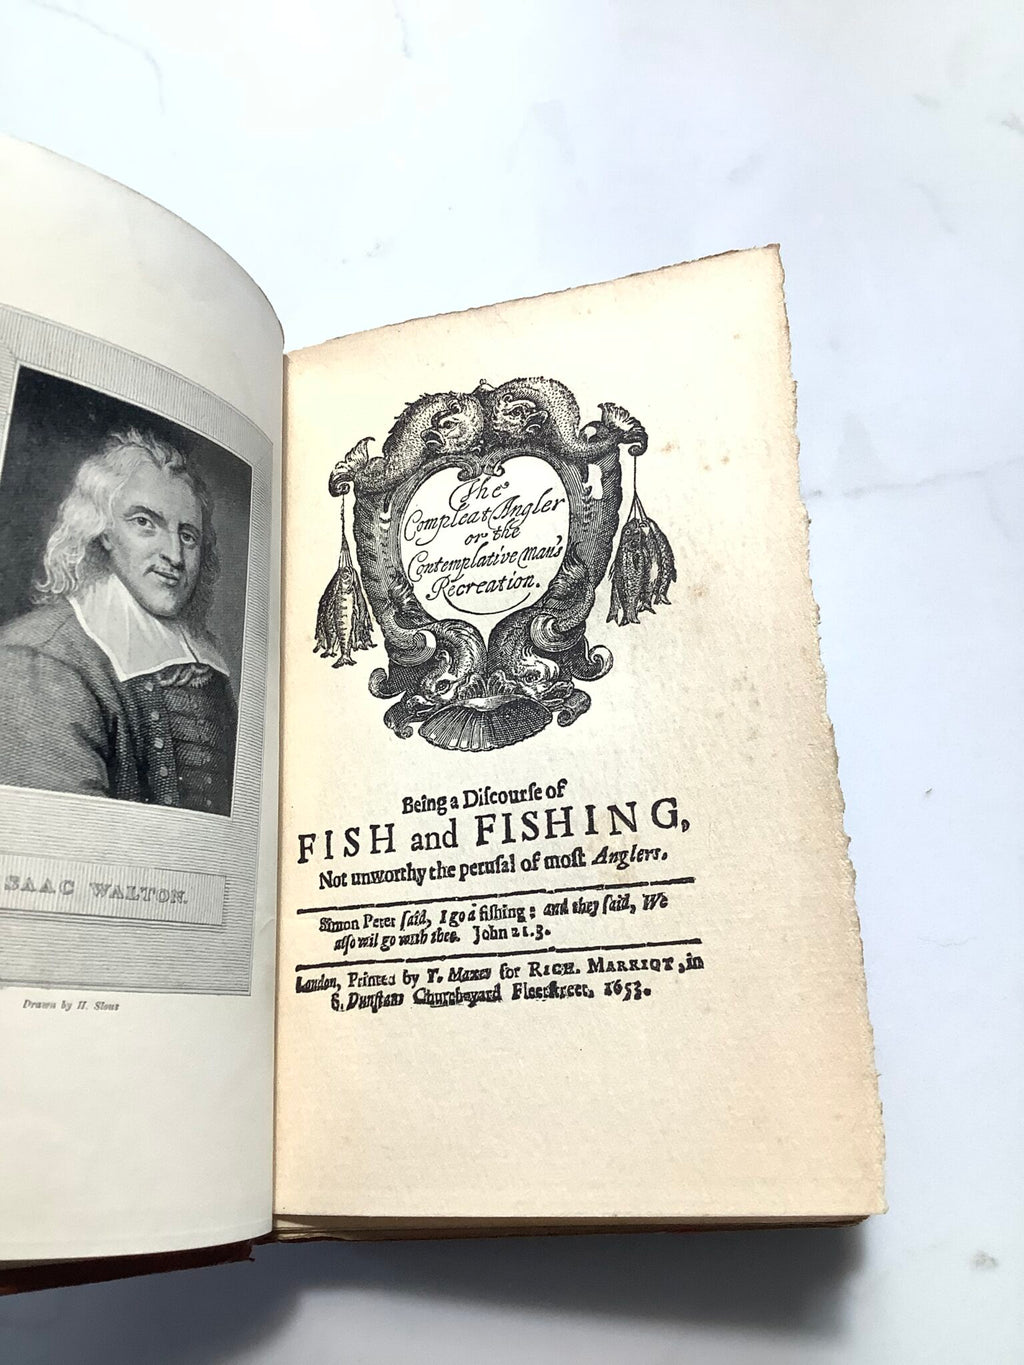 SAAC WALTON.
Drawn by H. Slous
The
Compleat Angler
or the
Contemplative man's
Recreation.
Being a Diſcourſe of
FISH and FISHING,
Not unworthy the peruſal of moſt Anglers.
Simon Peter ſaid, I go a fiſhing: and they ſaid, We
alſo wil go with thee. John 21.3.
London, Printed by T. Maxey for RICH. MARRIOT, in
S. Dunſtans Churchyard Fleetſtreet, 1653.